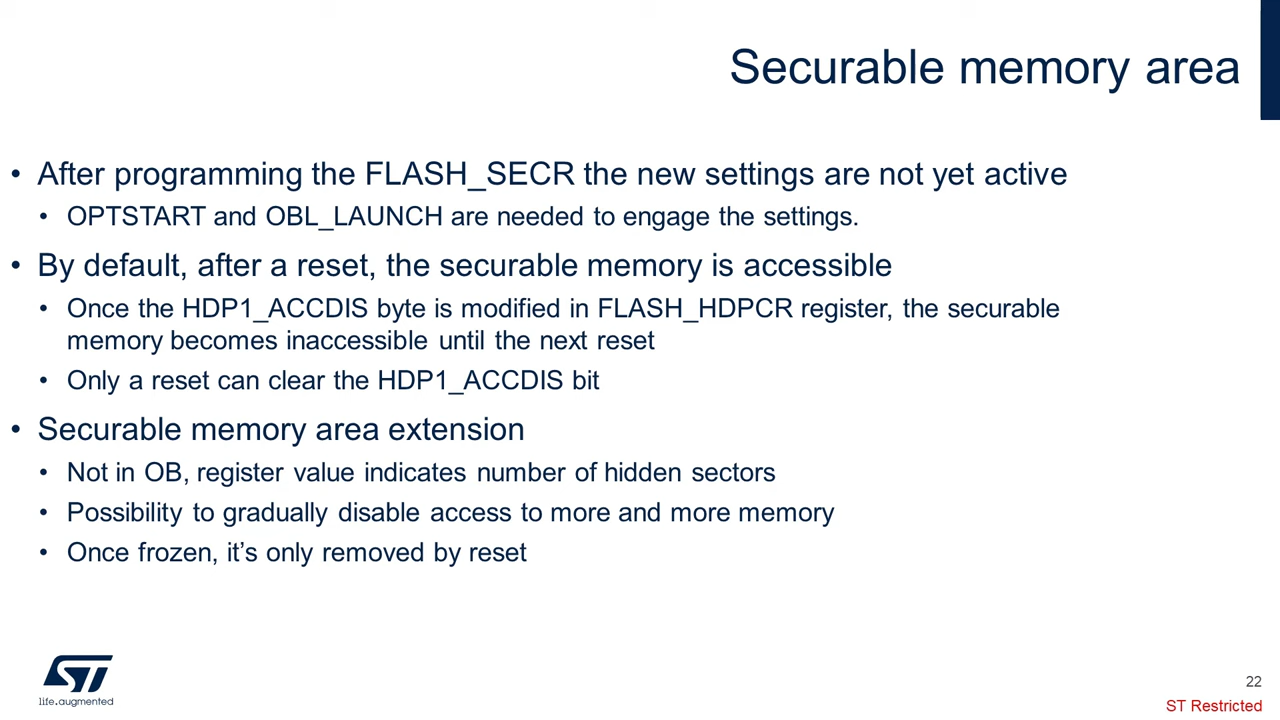 Securable memory area
• After programming the FLASH_SECR the new settings are not yet active
• OPTSTART and OBL_LAUNCH are needed to engage the settings.
• By default, after a reset, the securable memory is accessible
• Once the HDP1_ACCDIS byte is modified in FLASH_HDPCR register, the securable
memory becomes inaccessible until the next reset
• Only a reset can clear the HDP1_ACCDIS bit
• Securable memory area extension
• Not in OB, register value indicates number of hidden sectors
• Possibility to gradually disable access to more and more memory
• Once frozen, it’s only removed by reset
ST
life.augmented
22
ST Restricted